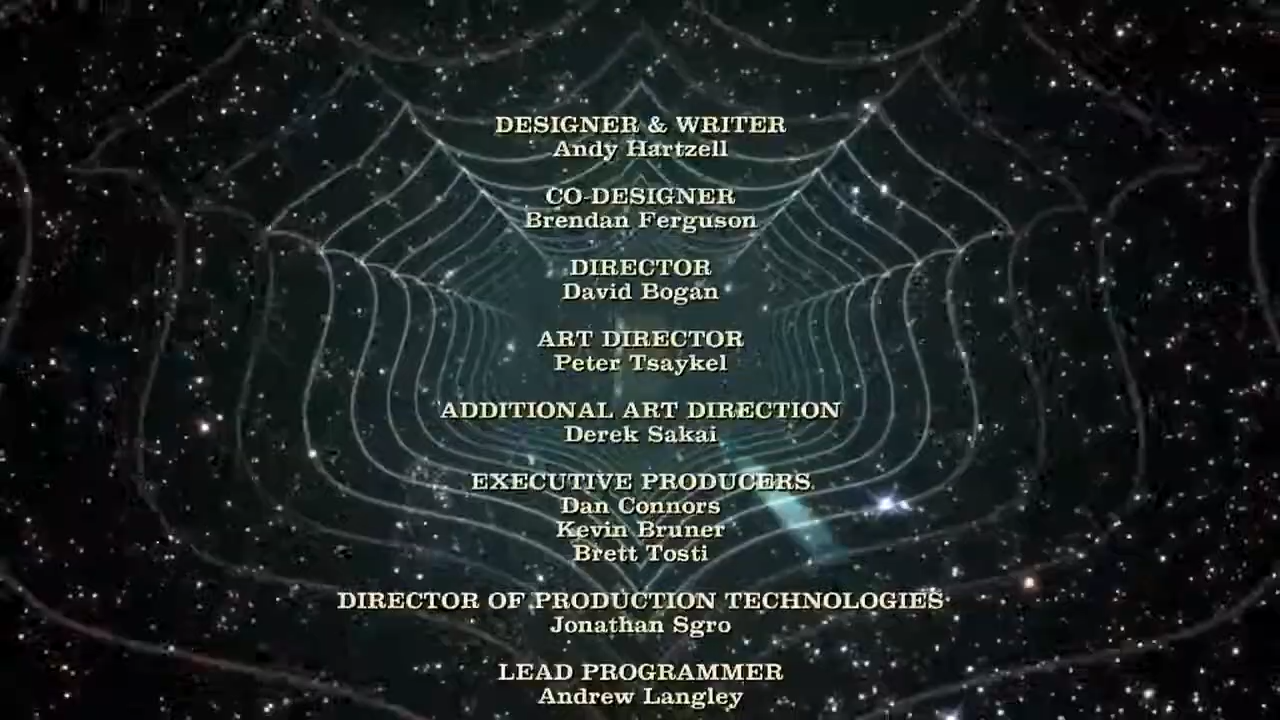 DESIGNER & WRITER
Andy Hartzell
CO-DESIGNER
Brendan Ferguson
DIRECTOR
David Bogan
ART DIRECTOR
Peter Tsaykel
ADDITIONAL ART DIRECTION
Derek Sakai
EXECUTIVE PRODUCERS
Dan Connors
Kevin Bruner
Brett Tosti
DIRECTOR OF PRODUCTION TECHNOLOGIES
Jonathan Sgro
LEAD PROGRAMMER
Andrew Langley